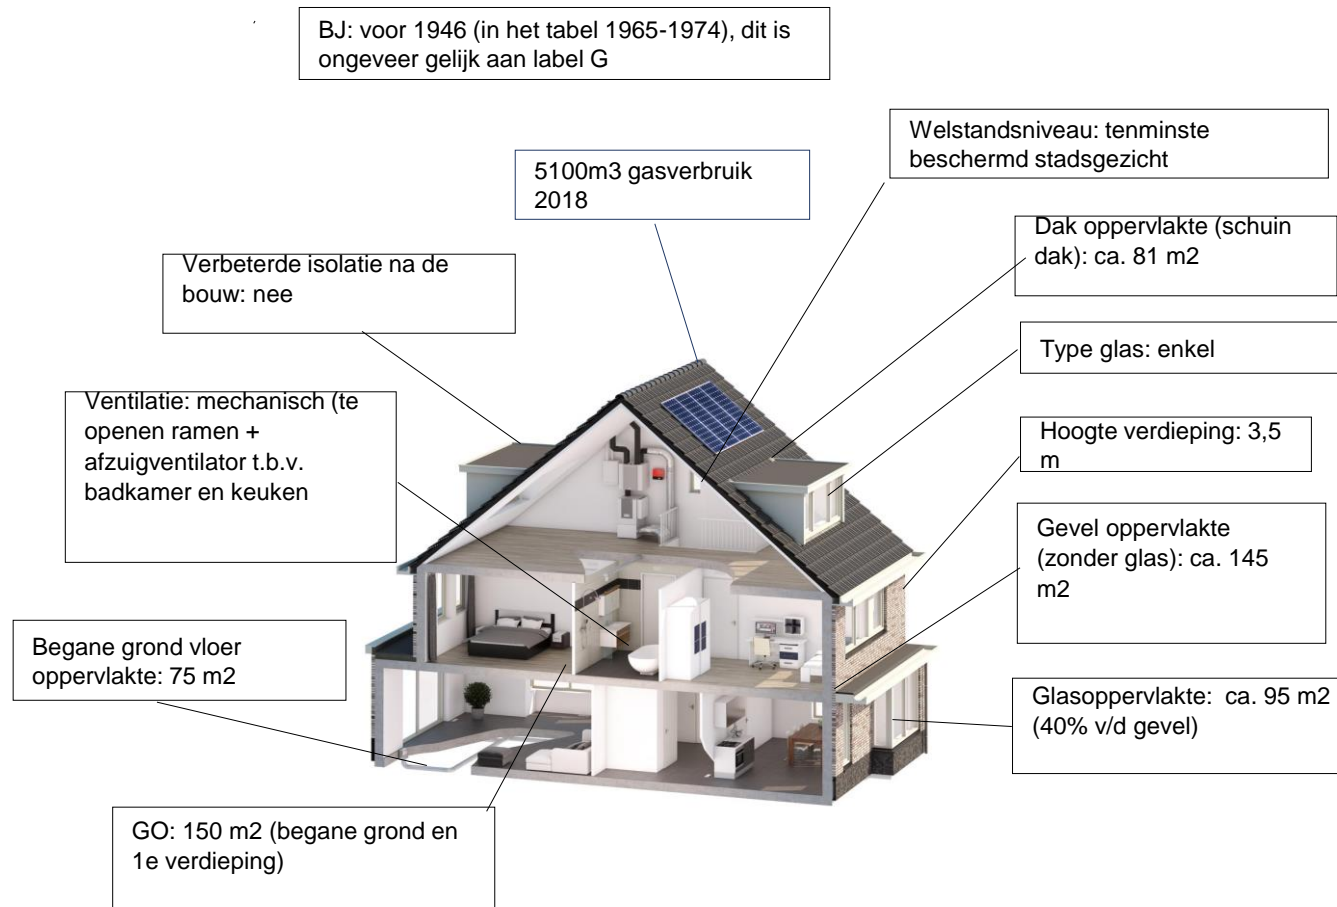 BJ: voor 1946 (in het tabel 1965-1974), dit is
ongeveer gelijk aan label G
Welstandsniveau: tenminste
beschermd stadsgezicht
5100m3 gasverbruik
2018
Dak oppervlakte (schuin
dak): ca. 81 m2
Verbeterde isolatie na de
bouw: nee
Type glas: enkel
Ventilatie: mechanisch (te
openen ramen +
afzuigventilator t.b.v.
badkamer en keuken
Hoogte verdieping: 3,5
m
Gevel oppervlakte
(zonder glas): ca. 145
m2
Begane grond vloer
oppervlakte: 75 m2
Glasoppervlakte:  ca. 95 m2
(40% v/d gevel)
GO: 150 m2 (begane grond en
1e verdieping)